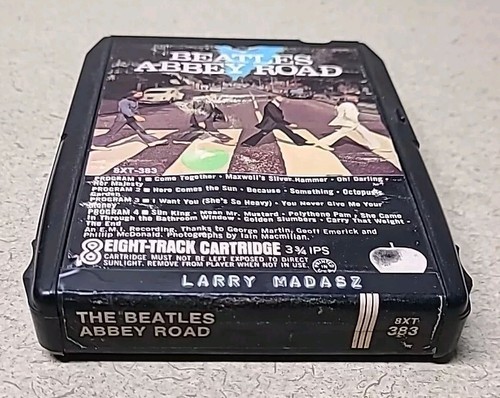 BEATLES
ABBEY ROAD
8XT-383
PROGRAM 1 ■ Come Together • Maxwell's Silver Hammer • Oh! Darling
Her Majesty
PROGRAM 2 ■ Here Comes the Sun • Because • Something • Octopus's
Garden
PROGRAM 3 ■ I Want You (She's So Heavy) • You Never Give Me Your
Money
PROGRAM 4 ■ Sun King • Mean Mr. Mustard • Polythene Pam • She Came
In Through the Bathroom Window • Golden Slumbers • Carry That Weight
The End
An E.M.I. Recording. Thanks to George Martin, Geoff Emerick and
Phillip McDonald. Photographs by Iain Macmillan.
8 EIGHT-TRACK CARTRIDGE 3¾ IPS
CARTRIDGE MUST NOT BE LEFT EXPOSED TO DIRECT
SUNLIGHT. REMOVE FROM PLAYER WHEN NOT IN USE.
LARRY MADASZ
THE BEATLES
ABBEY ROAD
8XT
383